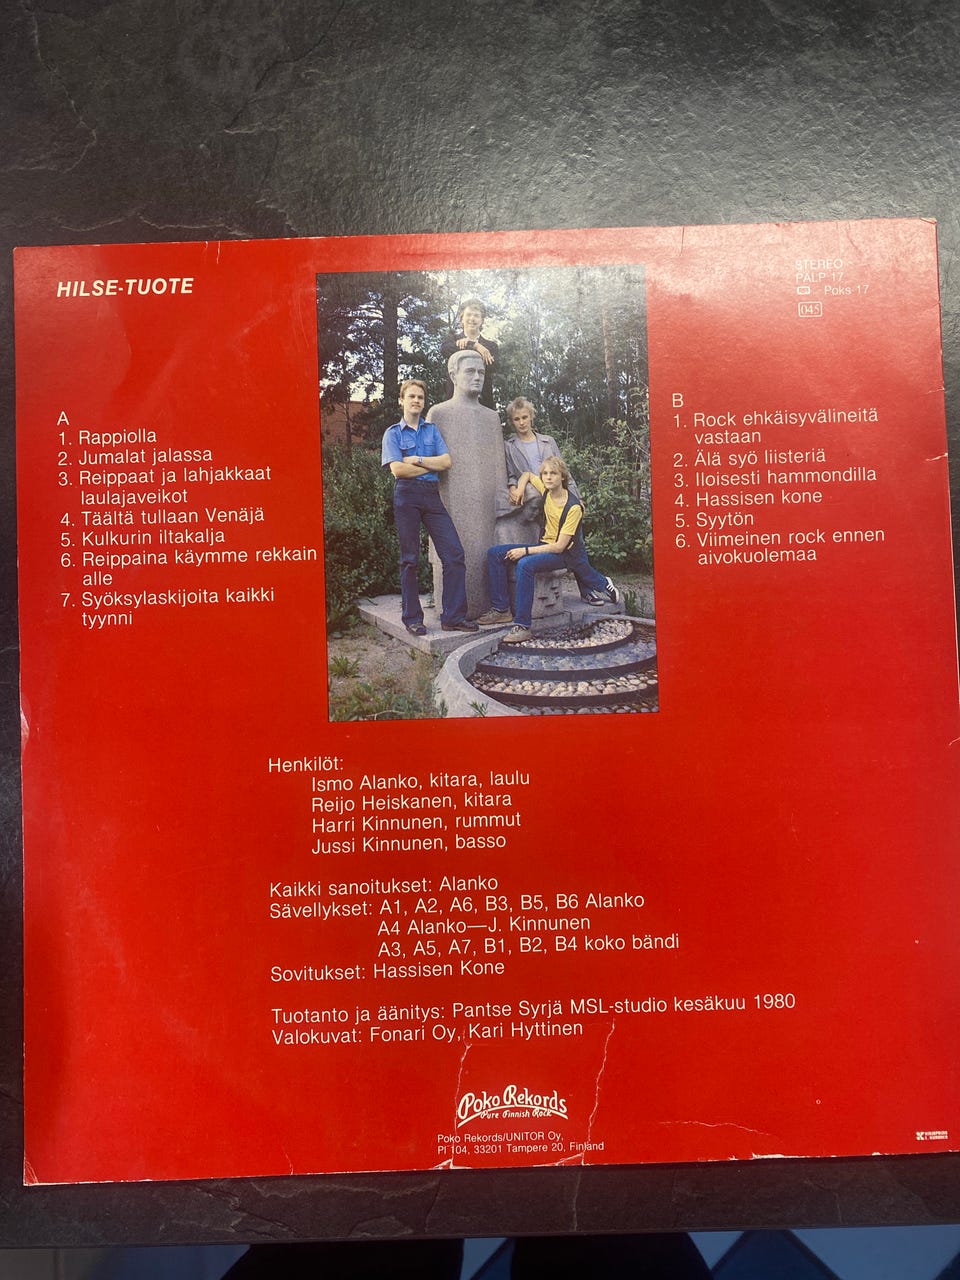 HILSE-TUOTE
STEREO
PALP 17
- Poks 17
045
A
1. Rappiolla
2. Jumalat jalassa
3. Reippaat ja lahjakkaat
laulajaveikot
4. Täältä tullaan Venäjä
5. Kulkurin iltakalja
6. Reippaina käymme rekkain
alle
7. Syöksylaskijoita kaikki
tyynni
B
1. Rock ehkäisyvälineitä
vastaan
2. Älä syö liisteriä
3. Iloisesti hammondilla
4. Hassisen kone
5. Syytön
6. Viimeinen rock ennen
aivokuolemaa
Henkilöt:
Ismo Alanko, kitara, laulu
Reijo Heiskanen, kitara
Harri Kinnunen, rummut
Jussi Kinnunen, basso
Kaikki sanoitukset: Alanko
Sävellykset: A1, A2, A6, B3, B5, B6 Alanko
A4 Alanko—J. Kinnunen
A3, A5, A7, B1, B2, B4 koko bändi
Sovitukset: Hassisen Kone
Tuotanto ja äänitys: Pantse Syrjä MSL-studio kesäkuu 1980
Valokuvat: Fonari Oy, Kari Hyttinen
Poko Rekords
Pure Finnish Rock
Poko Rekords/UNITOR Oy,
Pl 104, 33201 Tampere 20, Finland